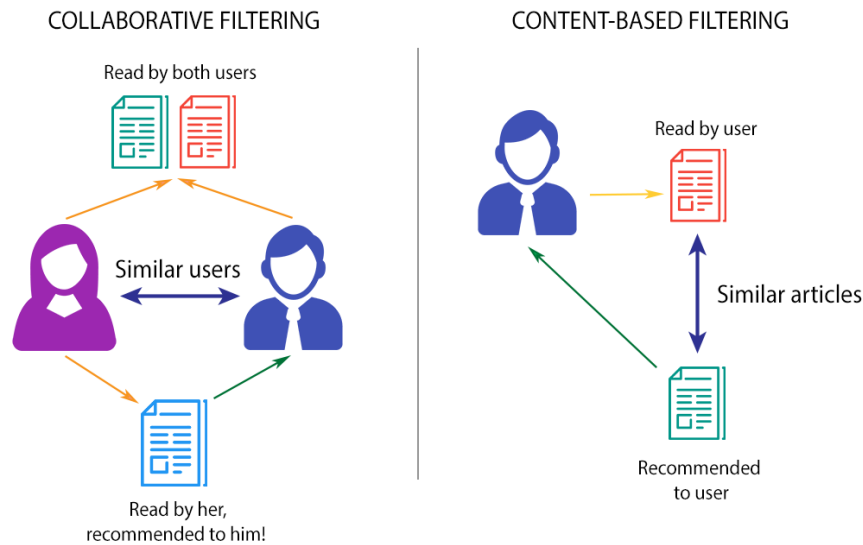 COLLABORATIVE FILTERING
Read by both users
Similar users
Read by her,
recommended to him!
CONTENT-BASED FILTERING
Read by user
Similar articles
Recommended
to user